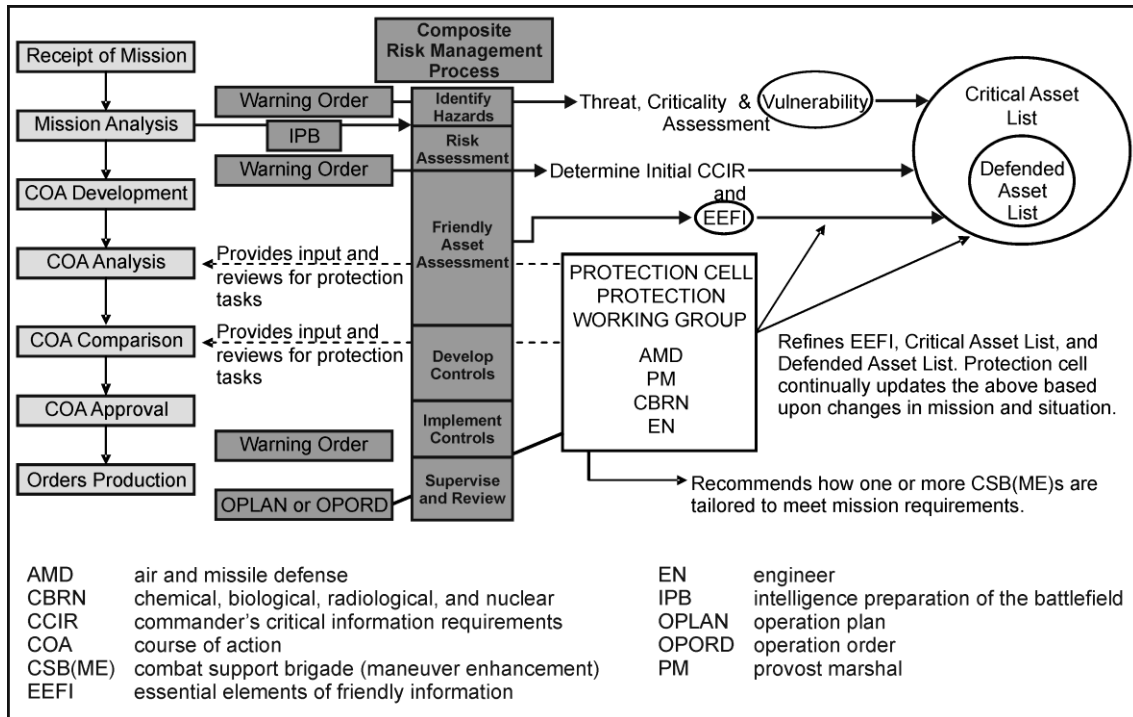 Receipt of Mission
Mission Analysis
COA Development
COA Analysis
COA Comparison
COA Approval
Orders Production
Warning Order
IPB
Warning Order
Provides input and
reviews for protection
tasks
Provides input and
reviews for protection
tasks
Warning Order
OPLAN or OPORD
Composite
Risk Management
Process
Identify
Hazards
Risk
Assessment
Friendly
Asset
Assessment
Develop
Controls
Implement
Controls
Supervise
and Review
Threat, Criticality & Vulnerability
Assessment
Determine Initial CCIR
and
EEFI
Critical Asset
List
Defended
Asset
List
PROTECTION CELL
PROTECTION
WORKING GROUP
AMD
PM
CBRN
EN
Refines EEFI, Critical Asset List, and
Defended Asset List. Protection cell
continually updates the above based
upon changes in mission and situation.
Recommends how one or more CSB(ME)s are
tailored to meet mission requirements.
AMD air and missile defense
CBRN chemical, biological, radiological, and nuclear
CCIR commander's critical information requirements
COA course of action
CSB(ME) combat support brigade (maneuver enhancement)
EEFI essential elements of friendly information
EN engineer
IPB intelligence preparation of the battlefield
OPLAN operation plan
OPORD operation order
PM provost marshal